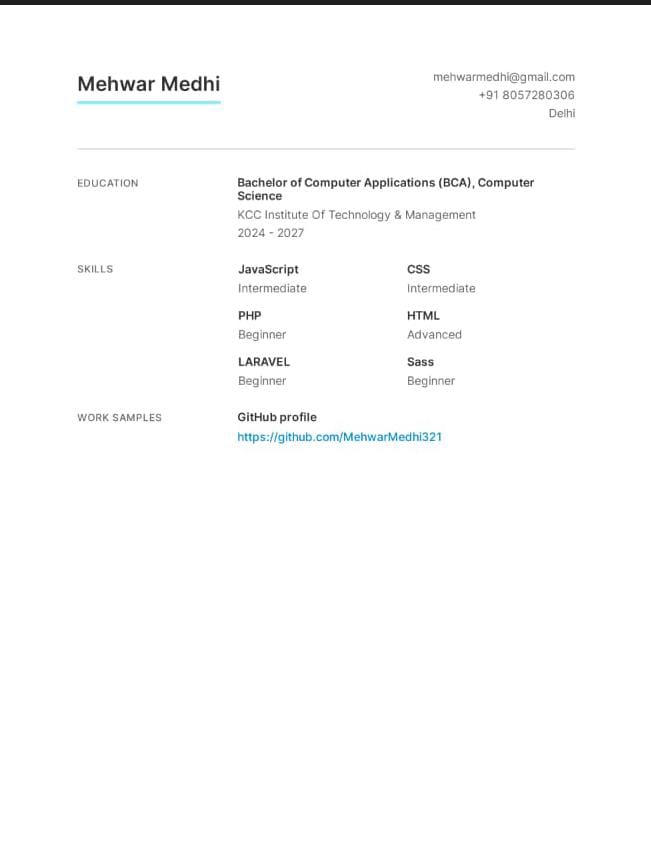 Mehwar Medhi
mehwarmedhi@gmail.com
+91 8057280306
Delhi
EDUCATION
Bachelor of Computer Applications (BCA), Computer
Science
KCC Institute Of Technology & Management
2024 - 2027
SKILLS
JavaScript
Intermediate
CSS
Intermediate
PHP
Beginner
HTML
Advanced
LARAVEL
Beginner
Sass
Beginner
WORK SAMPLES
GitHub profile
https://github.com/MehwarMedhi321